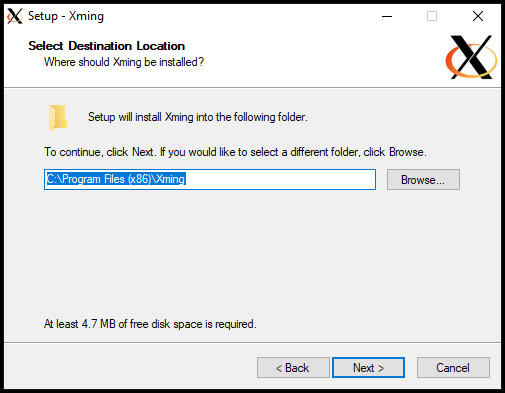 Setup - Xming
Select Destination Location
Where should Xming be installed?
Setup will install Xming into the following folder.
To continue, click Next. If you would like to select a different folder, click Browse.
C:\Program Files (x86)\Xming
Browse...
At least 4.7 MB of free disk space is required.
< Back
Next >
Cancel